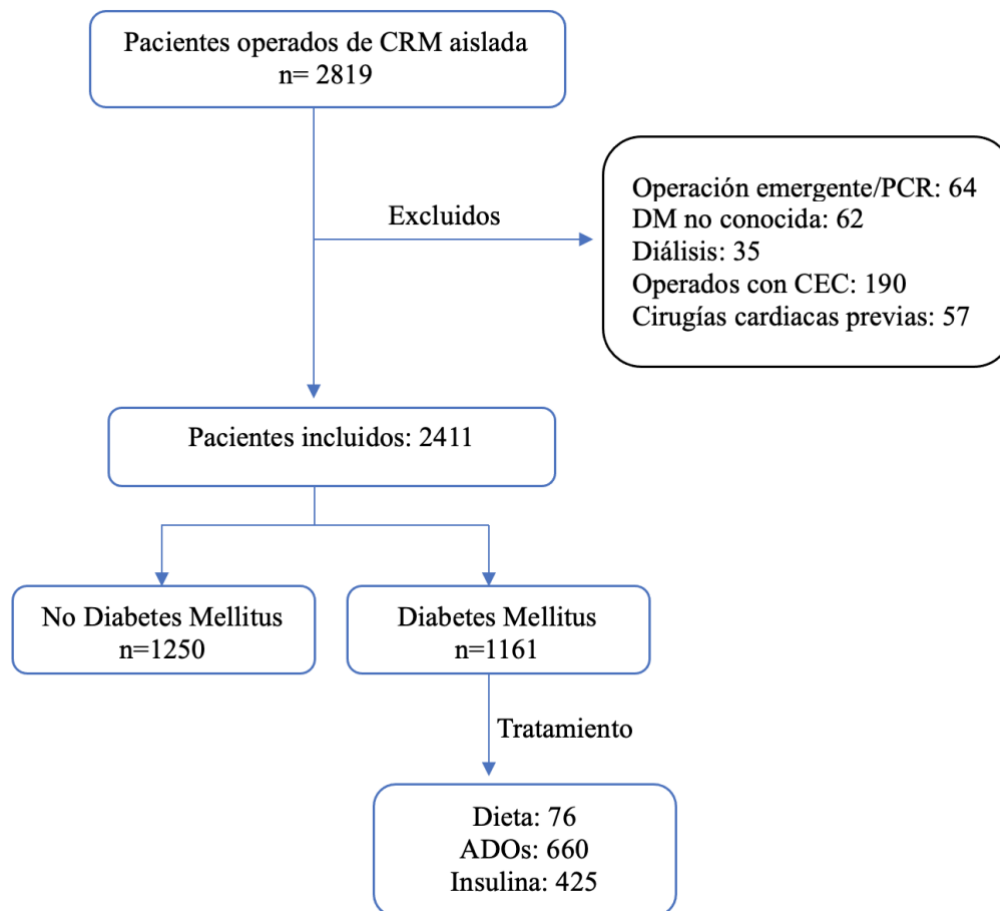 Pacientes operados de CRM aislada
n= 2819
Excluidos
Operación emergente/PCR: 64
DM no conocida: 62
Diálisis: 35
Operados con CEC: 190
Cirugías cardiacas previas: 57
Pacientes incluidos: 2411
No Diabetes Mellitus
n=1250
Diabetes Mellitus
n=1161
Tratamiento
Dieta: 76
ADOs: 660
Insulina: 425